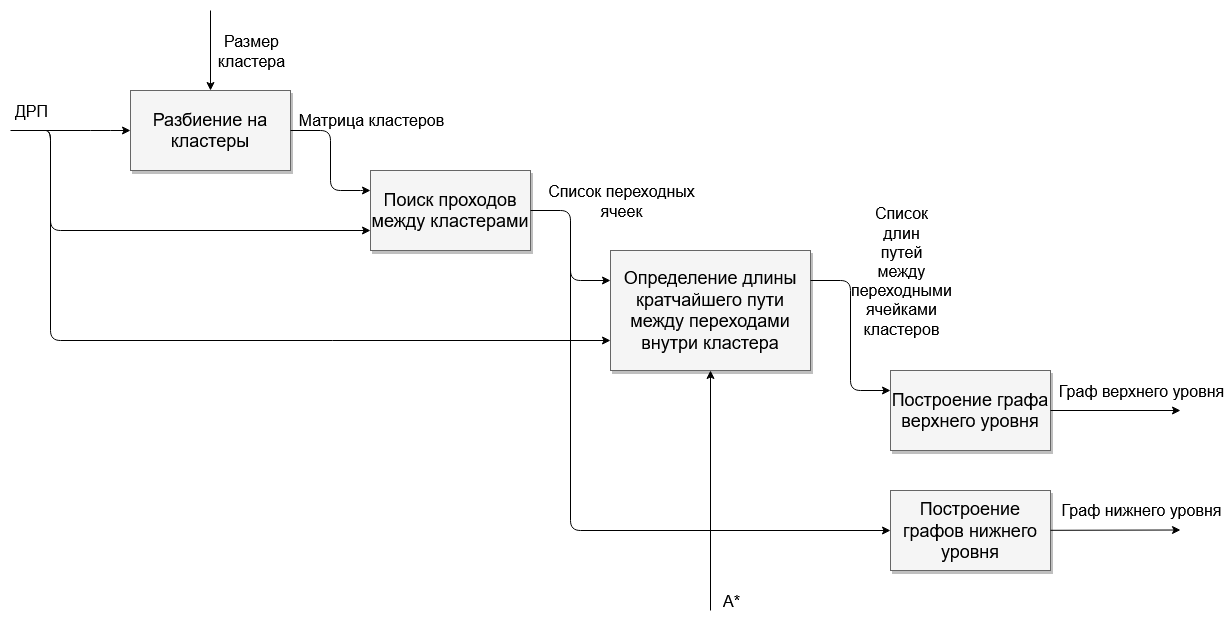 Размер
кластера
ДРП
Разбиение на
кластеры
Матрица кластеров
Поиск проходов
между кластерами
Список переходных
ячеек
Список
длин
путей
между
переходными
ячейками
кластеров
Определение длины
кратчайшего пути
между переходами
внутри кластера
Построение графа
верхнего уровня
Граф верхнего уровня
Построение
графов нижнего
уровня
Граф нижнего уровня
A*